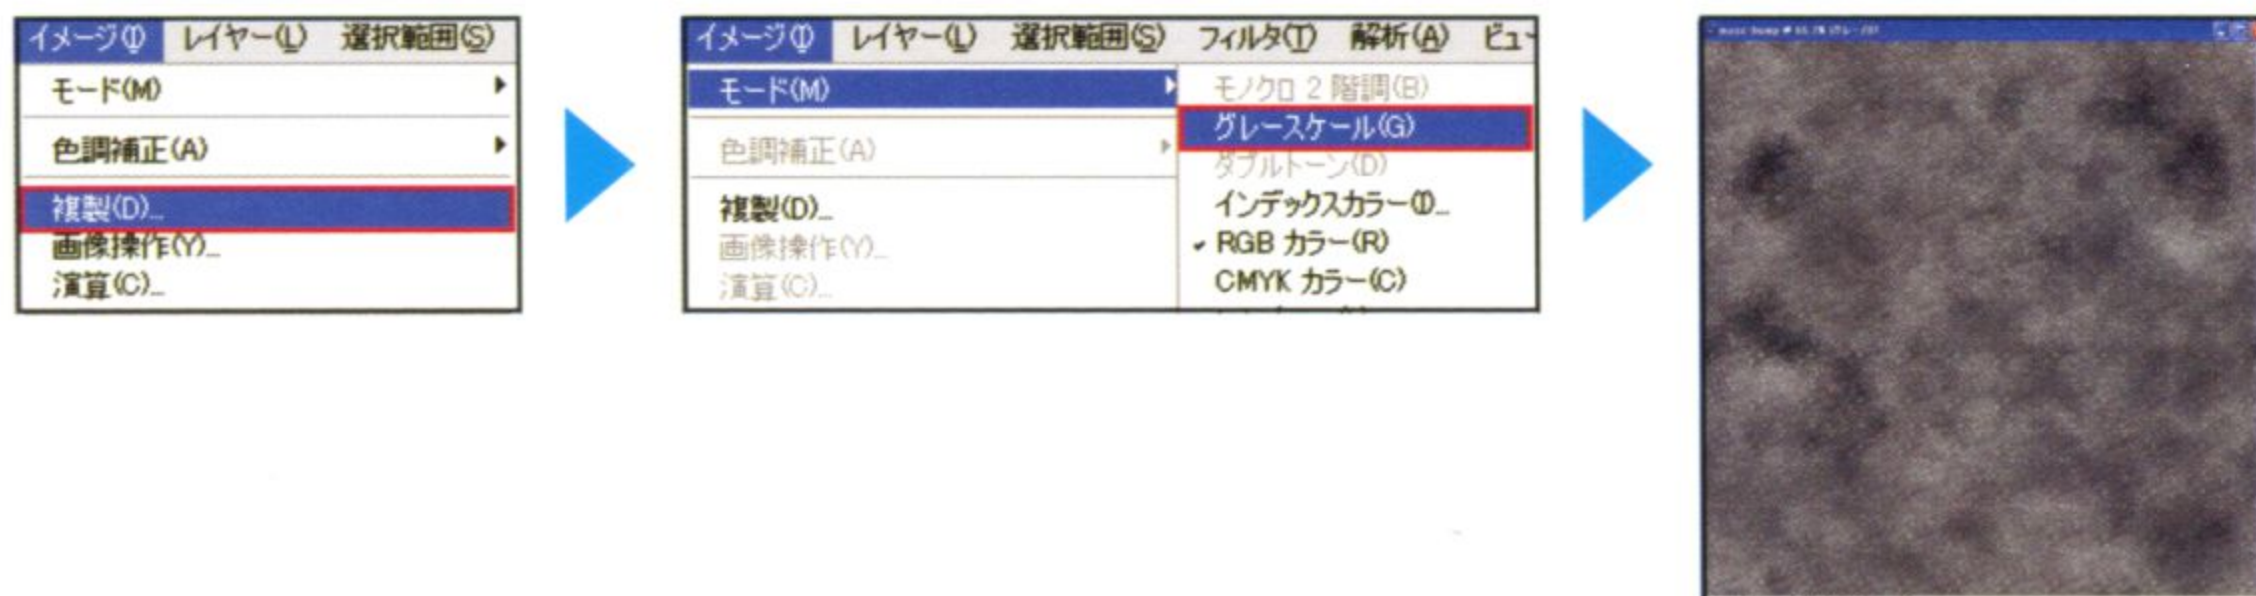 イメージ(I) レイヤー(L) 選択範囲(S)
モード(M)
色調補正(A)
複製(D)...
画像操作(Y)...
演算(C)...
イメージ(I) レイヤー(L) 選択範囲(S) フィルタ(T) 解析(A) ビュー
モード(M)
色調補正(A)
複製(D)...
画像操作(Y)...
演算(C)...
モノクロ 2 階調(B)
グレースケール(G)
ダブルトーン(D)
インデックスカラー(I)...
RGB カラー(R)
CMYK カラー(C)